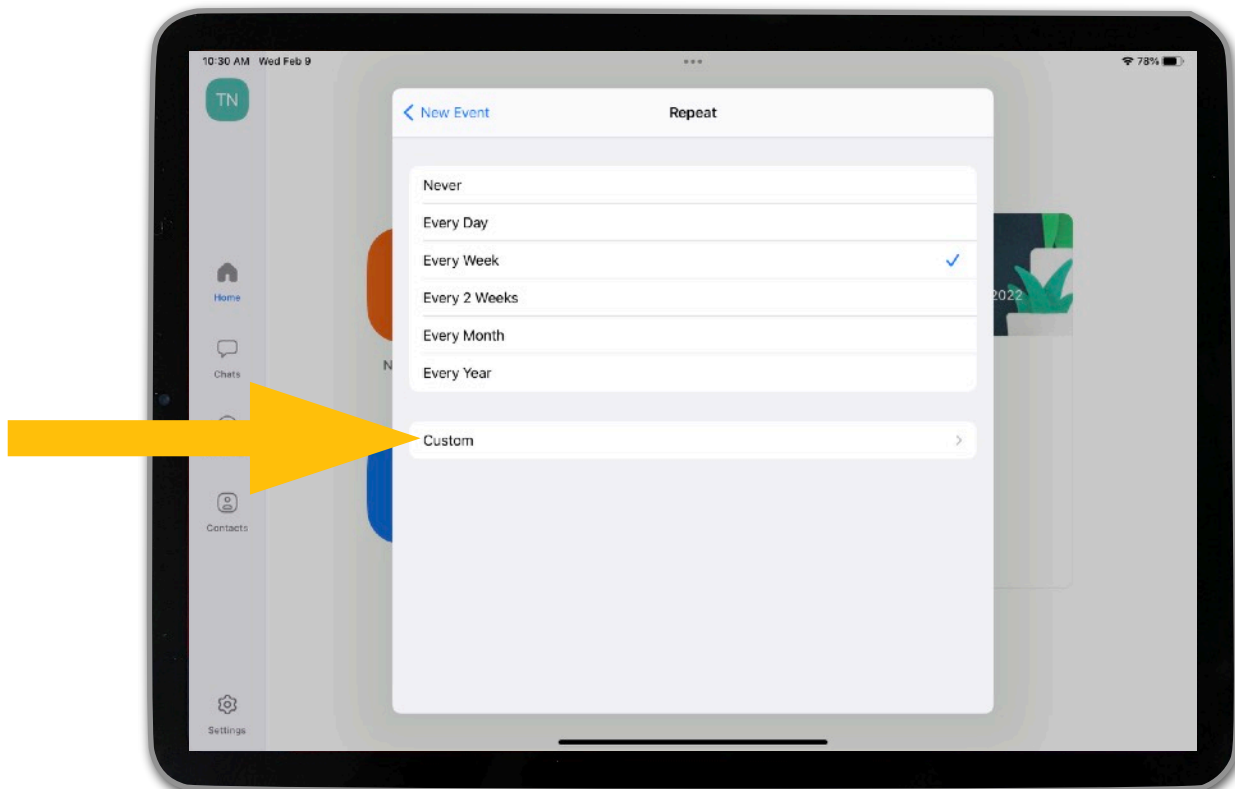 10:30 AM Wed Feb 9
78%
TN
New Event
Repeat
Never
Every Day
Every Week
Every 2 Weeks
Every Month
Every Year
Custom
Home
Chats
Contacts
Settings
N
2022